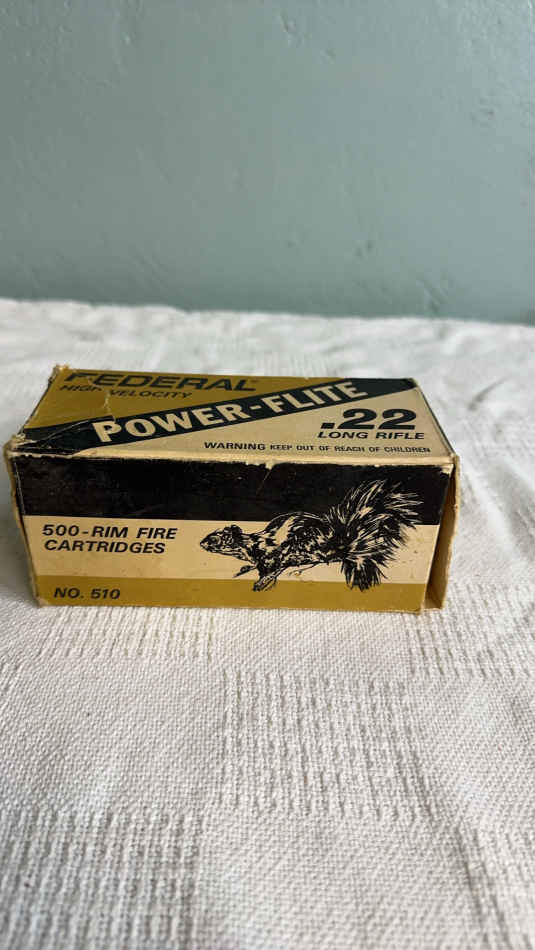 FEDERAL
HIGH VELOCITY
POWER-FLITE
.22
LONG RIFLE
WARNING KEEP OUT OF REACH OF CHILDREN
500-RIM FIRE
CARTRIDGES
NO. 510